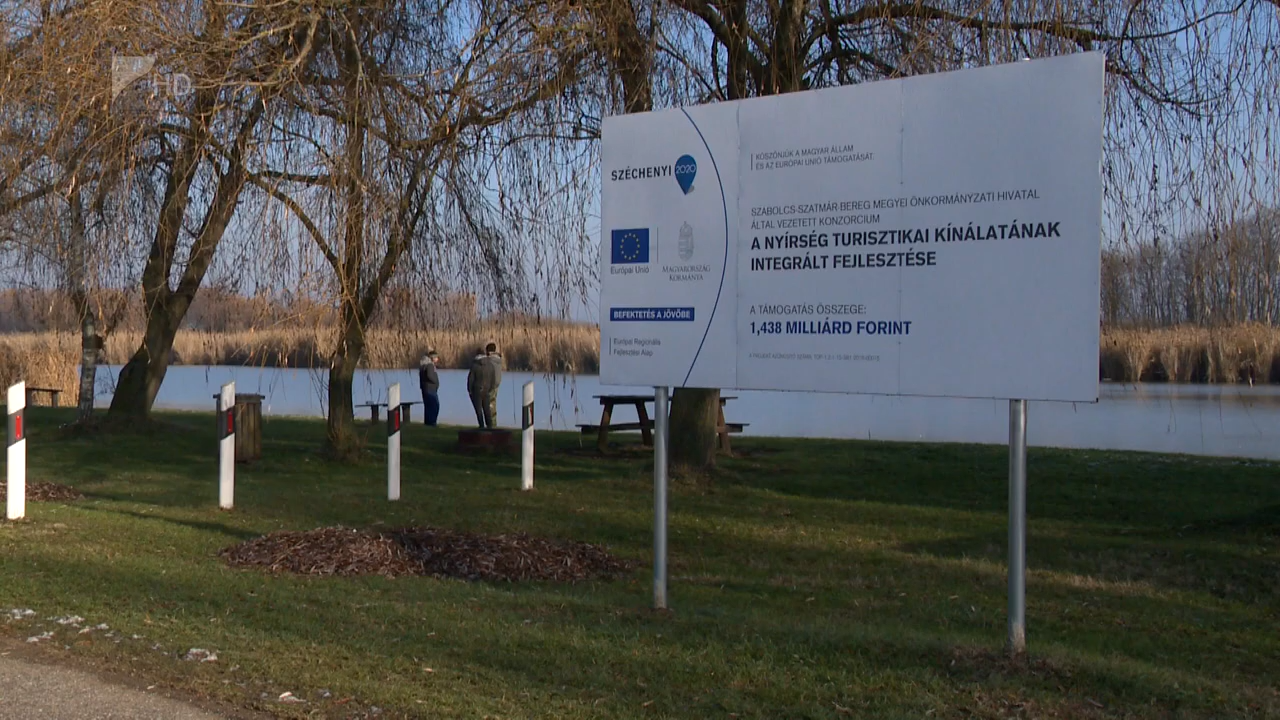 HD
SZÉCHENYI 2020
Európai Unió
MAGYARORSZÁG
KORMÁNYA
BEFEKTETÉS A JÖVŐBE
Európai Regionális
Fejlesztési Alap
KÖSZÖNJÜK A MAGYAR ÁLLAM
ÉS AZ EURÓPAI UNIÓ TÁMOGATÁSÁT.
SZABOLCS-SZATMÁR-BEREG MEGYEI ÖNKORMÁNYZATI HIVATAL
ÁLTAL VEZETETT KONZORCIUM
A NYÍRSÉG TURISZTIKAI KÍNÁLATÁNAK
INTEGRÁLT FEJLESZTÉSE
A TÁMOGATÁS ÖSSZEGE:
1,438 MILLIÁRD FORINT